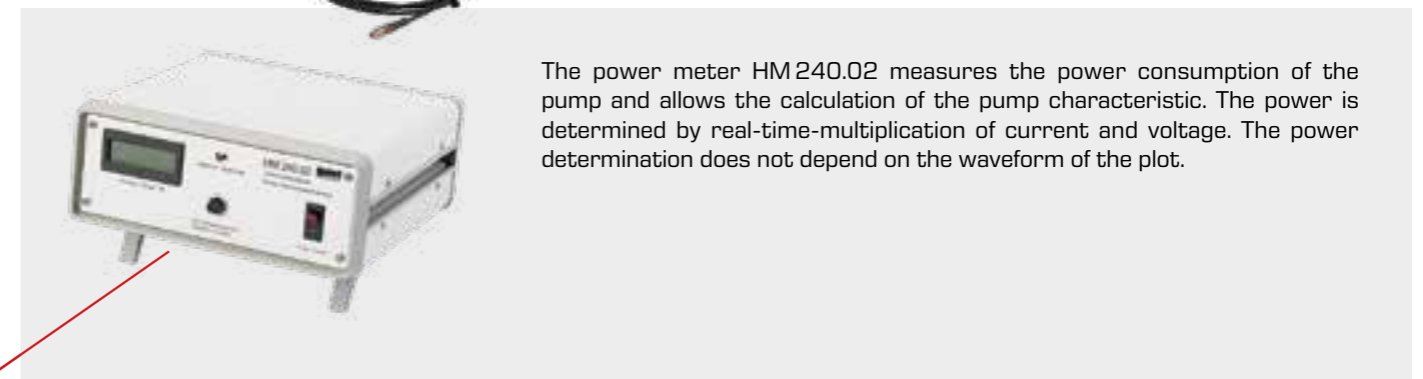 The power meter HM 240.02 measures the power consumption of the
pump and allows the calculation of the pump characteristic. The power is
determined by real-time-multiplication of current and voltage. The power
determination does not depend on the waveform of the plot.
HM 240.02